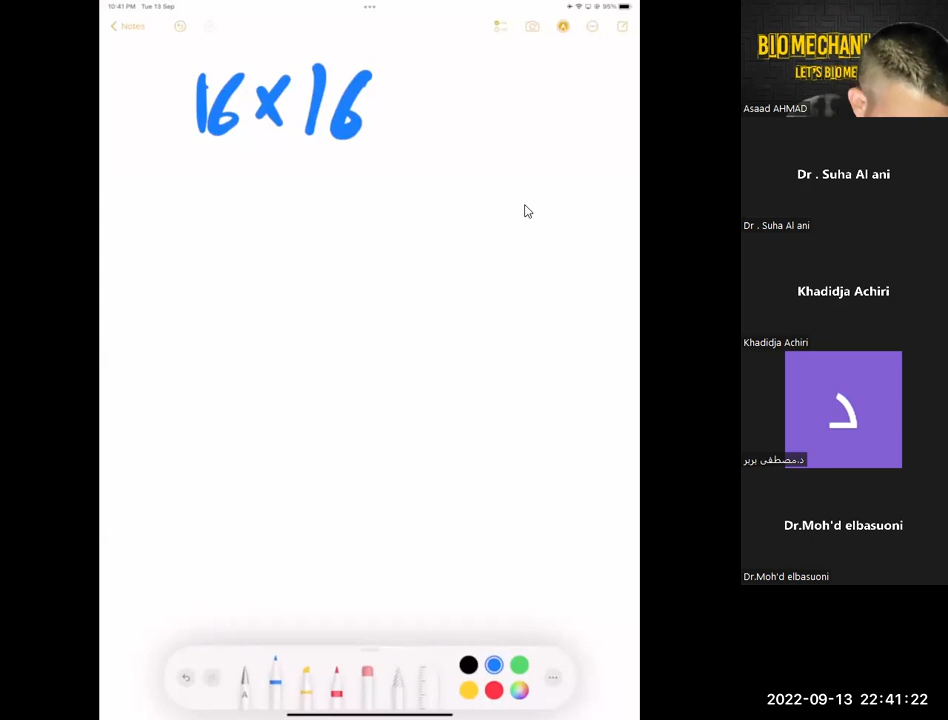 10:41 PM Tue 13 Sep
95%
Notes
16 x 16
A
BIOMECHANI
LET'S BIOME
Asaad AHMAD
Dr . Suha Al ani
Dr . Suha Al ani
Khadidja Achiri
Khadidja Achiri
د
د.مصطفى بربر
Dr.Moh'd elbasuoni
Dr.Moh'd elbasuoni
2022-09-13 22:41:22